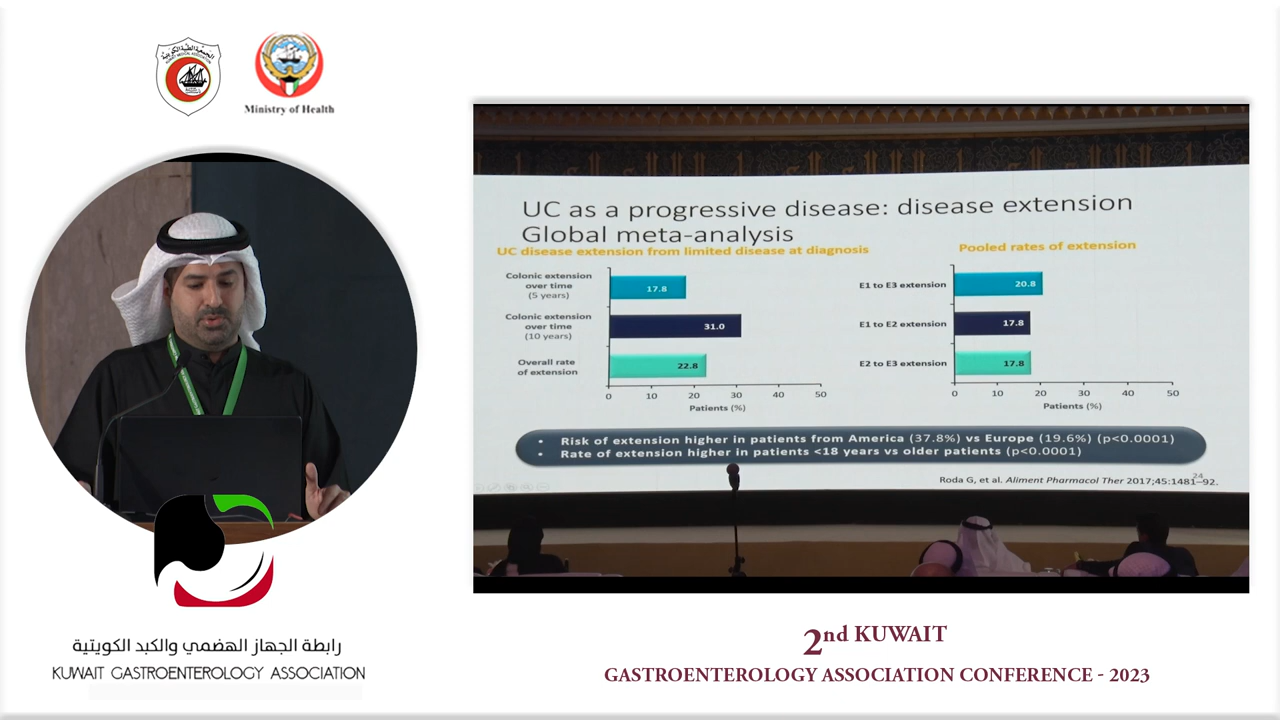 Ministry of Health
UC as a progressive disease: disease extension
Global meta-analysis
UC disease extension from limited disease at diagnosis
Colonic extension
over time
(5 years)
17.8
Colonic extension
over time
(10 years)
31.0
Overall rate
of extension
22.8
0 10 20 30 40 50
Patients (%)
Pooled rates of extension
E1 to E3 extension
20.8
E1 to E2 extension
17.8
E2 to E3 extension
17.8
0 10 20 30 40 50
Patients (%)
• Risk of extension higher in patients from America (37.8%) vs Europe (19.6%) (p<0.0001)
• Rate of extension higher in patients <18 years vs older patients (p<0.0001)
24
Roda G, et al. Aliment Pharmacol Ther 2017;45:1481–92.
رابطة الجهاز الهضمي والكبد الكويتية
KUWAIT GASTROENTEROLOGY ASSOCIATION
2nd KUWAIT
GASTROENTEROLOGY ASSOCIATION CONFERENCE - 2023